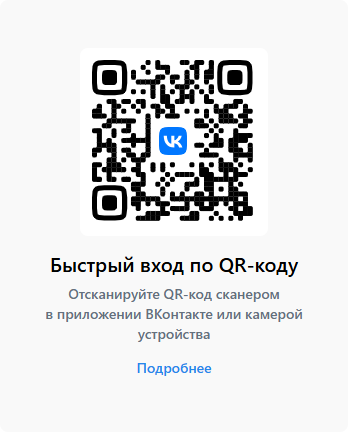 Быстрый вход по QR-коду
Отсканируйте QR-код сканером
в приложении ВКонтакте или камерой
устройства
Подробнее